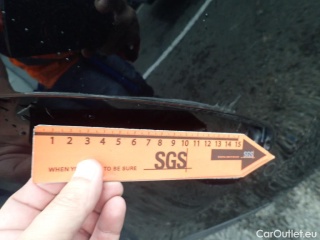 1 2 3 4 5 6 7 8 9 10 11 12 13 14 15
SGS
SGS
WHEN YO TO BE SURE
CarOutlet.eu